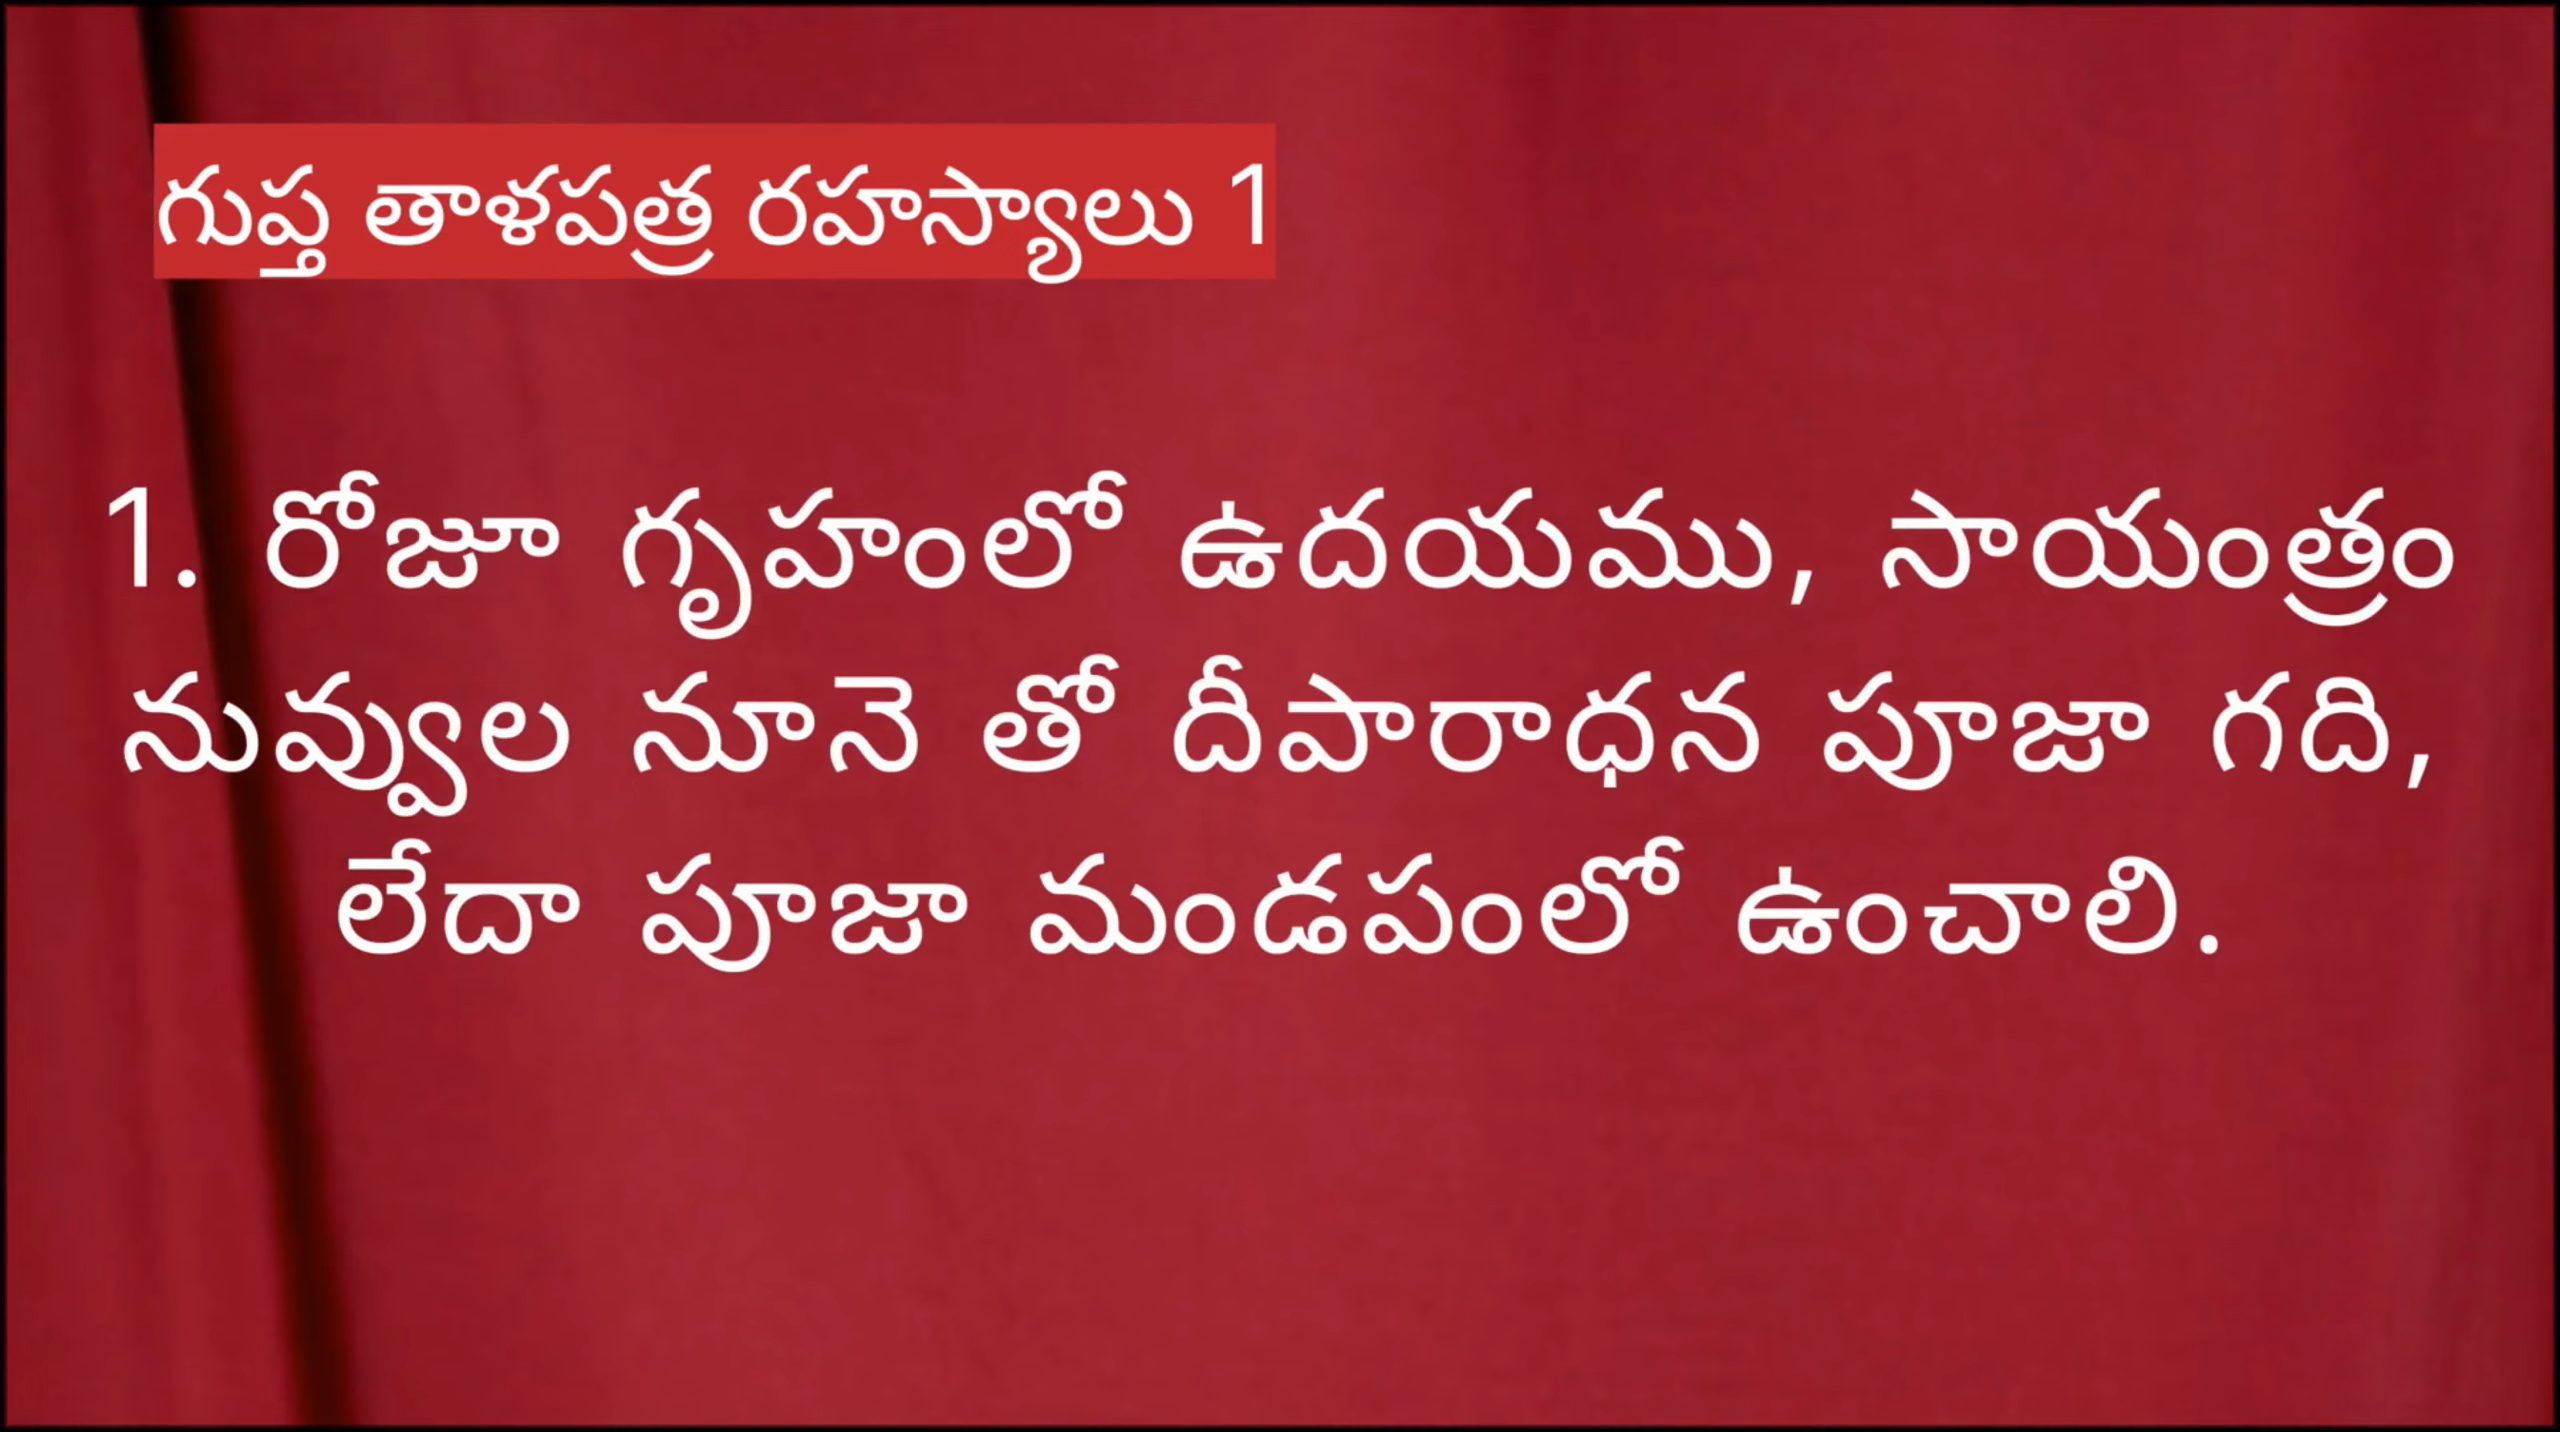 గుప్త తాళపత్ర రహస్యాలు 1
1. రోజూ గృహంలో ఉదయము, సాయంత్రం
నువ్వుల నూనె తో దీపారాధన పూజా గది,
లేదా పూజా మండపంలో ఉంచాలి.